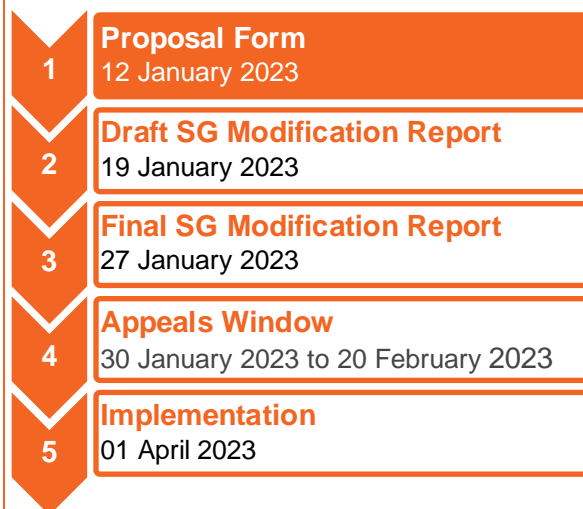 1
Proposal Form
12 January 2023
2
Draft SG Modification Report
19 January 2023
3
Final SG Modification Report
27 January 2023
4
Appeals Window
30 January 2023 to 20 February 2023
5
Implementation
01 April 2023